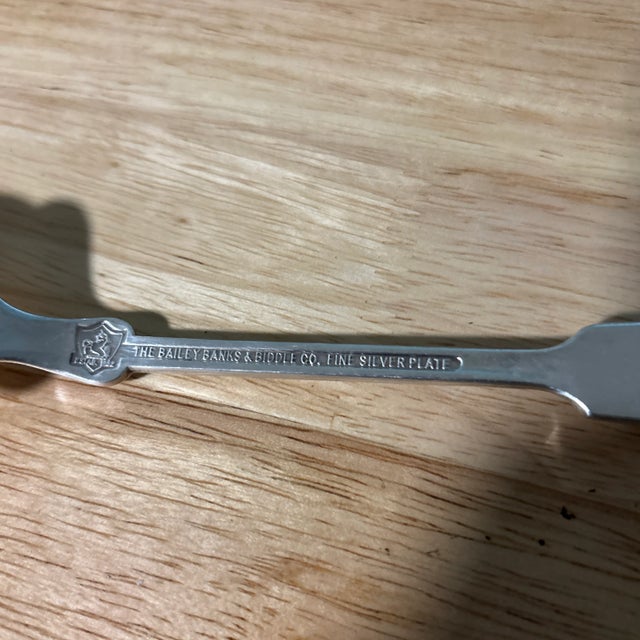 THE BAILEY BANKS & BIDDLE CO. FINE SILVER PLATE